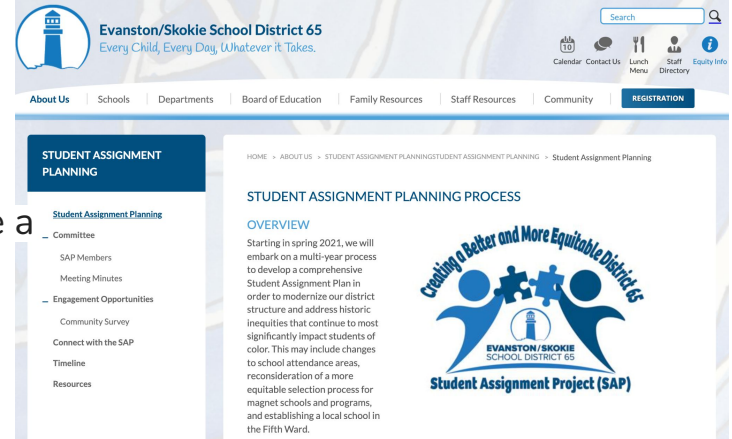 Evanston/Skokie School District 65
Every Child, Every Day, Whatever it Takes.
Search
10
Calendar
Contact Us
Lunch Menu
Staff Directory
Equity Info
About Us
Schools
Departments
Board of Education
Family Resources
Staff Resources
Community
REGISTRATION
e a
STUDENT ASSIGNMENT
PLANNING
Student Assignment Planning
Committee
SAP Members
Meeting Minutes
Engagement Opportunities
Community Survey
Connect with the SAP
Timeline
Resources
HOME » ABOUT US » STUDENT ASSIGNMENT PLANNINGSTUDENT ASSIGNMENT PLANNING » Student Assignment Planning
STUDENT ASSIGNMENT PLANNING PROCESS
OVERVIEW
Starting in spring 2021, we will
embark on a multi-year process
to develop a comprehensive
Student Assignment Plan in
order to modernize our district
structure and address historic
inequities that continue to most
significantly impact students of
color. This may include changes
to school attendance areas,
reconsideration of a more
equitable selection process for
magnet schools and programs,
and establishing a local school in
the Fifth Ward.
Creating a Better and More Equitable District 65
EVANSTON/SKOKIE
SCHOOL DISTRICT 65
Student Assignment Project (SAP)